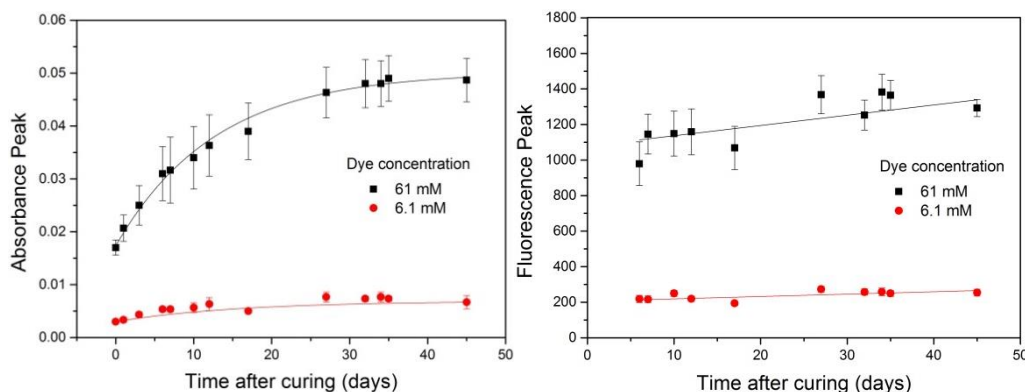 0.06
0.05
0.04
0.03
0.02
0.01
0.00
Absorbance Peak
Dye concentration
61 mM
6.1 mM
0
10
20
30
40
50
Time after curing (days)
1800
1600
1400
1200
1000
800
600
400
200
0
Fluorescence Peak
Dye concentration
61 mM
6.1 mM
0
10
20
30
40
50
Time after curing (days)